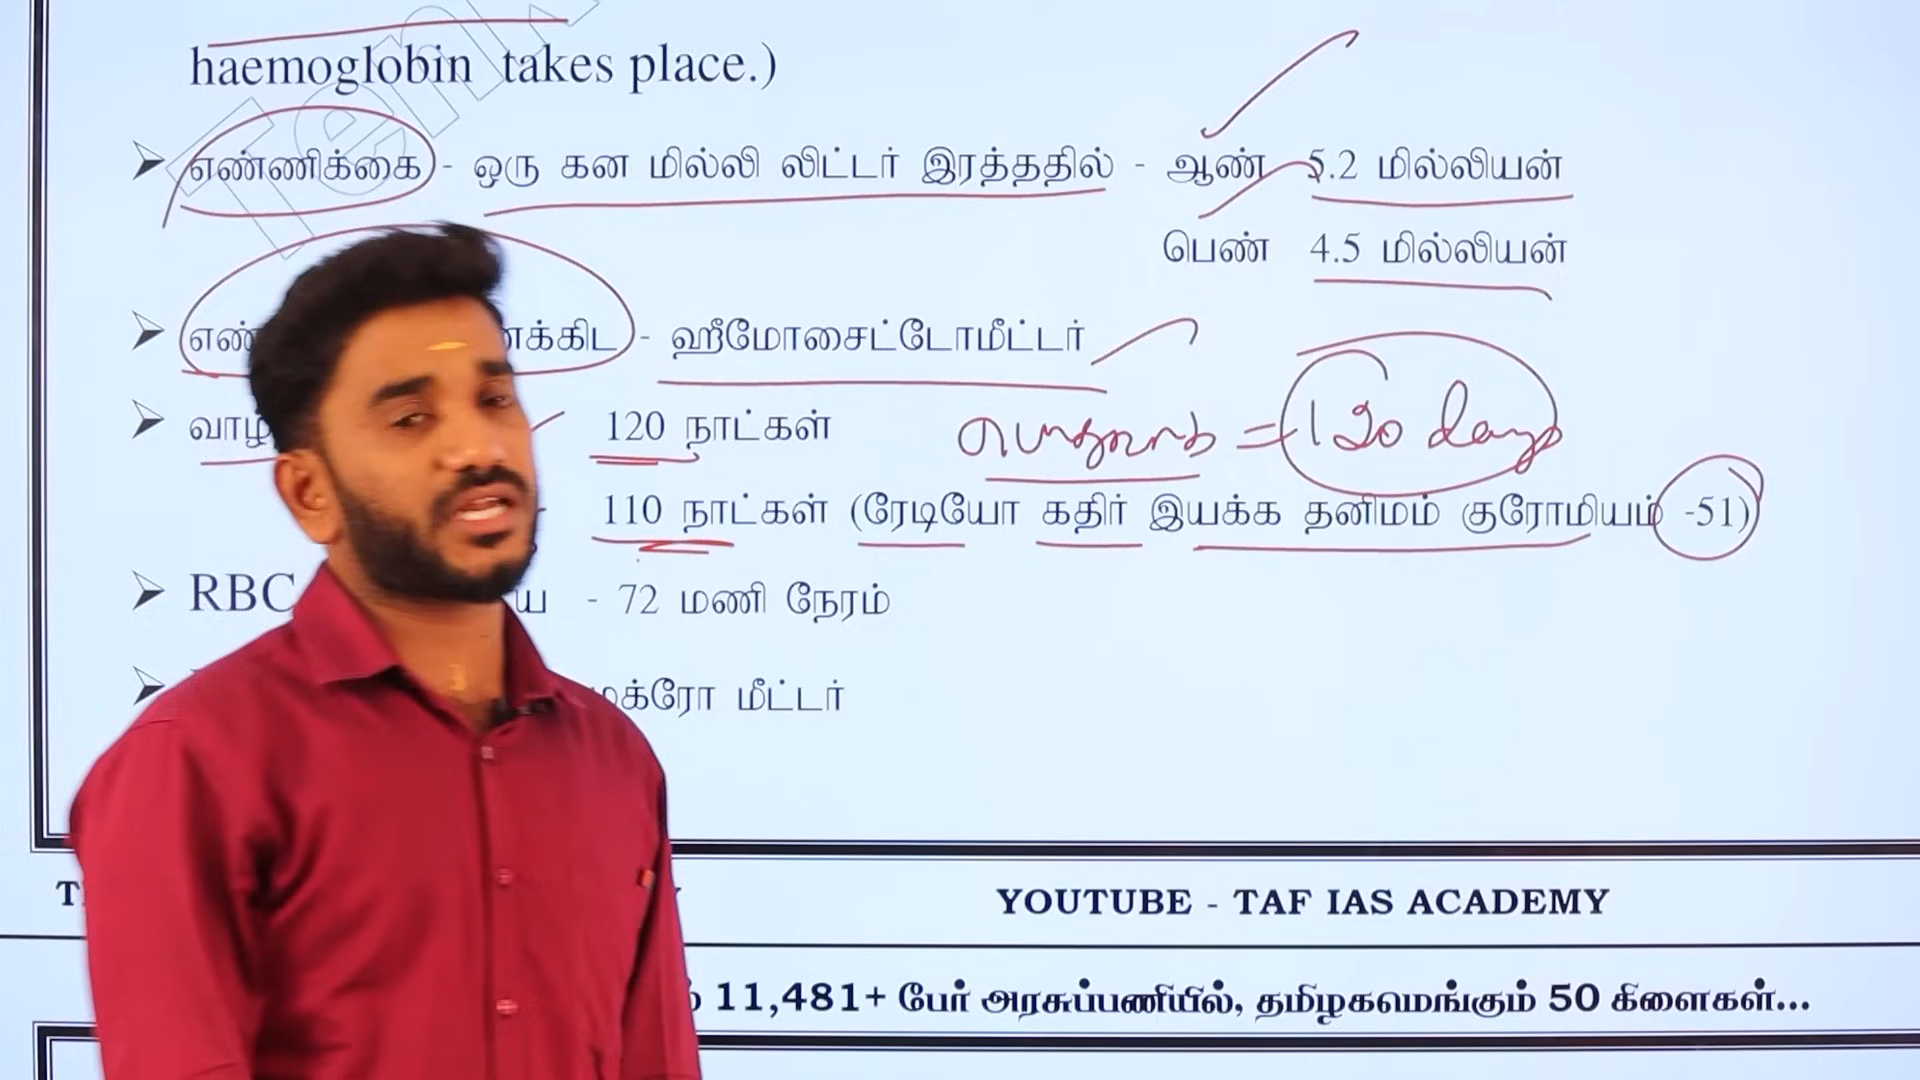 haemoglobin takes place.)
➤ எண்ணிக்கை - ஒரு கன மில்லி லிட்டர் இரத்ததில் - ஆண் 5.2 மில்லியன்
பெண் 4.5 மில்லியன்
➤ - ஹீமோசைட்டோமீட்டர்
➤ 120 நாட்கள் பொதுவாக = 120 days
110 நாட்கள் (ரேடியோ கதிர் இயக்க தனிமம் குரோமியம் -51)
➤ RBC - 72 மணி நேரம்
➤ மீட்டர்
YOUTUBE - TAF IAS ACADEMY
11,481+ பேர் அரசுப்பணியில், தமிழகமெங்கும் 50 கிளைகள்...